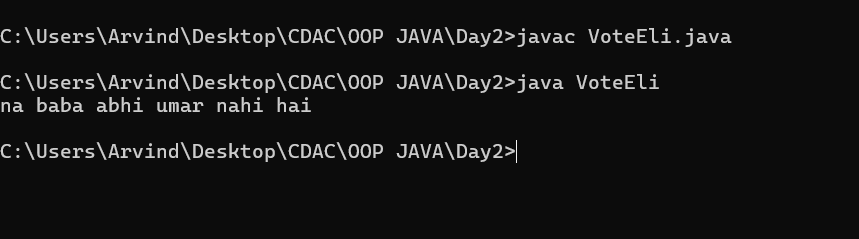 C:\Users\Arvind\Desktop\CDAC\OOP JAVA\Day2>javac VoteEli.java
C:\Users\Arvind\Desktop\CDAC\OOP JAVA\Day2>java VoteEli
na baba abhi umar nahi hai
C:\Users\Arvind\Desktop\CDAC\OOP JAVA\Day2>